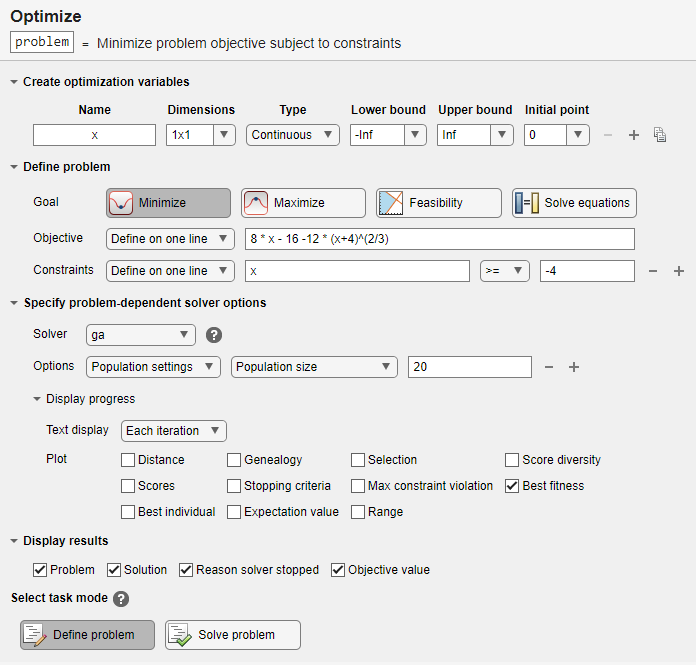 Optimize
problem = Minimize problem objective subject to constraints
Create optimization variables
Name Dimensions Type Lower bound Upper bound Initial point
x 1x1 Continuous -Inf Inf 0
Define problem
Goal Minimize Maximize Feasibility Solve equations
Objective Define on one line 8 * x - 16 -12 * (x+4)^(2/3)
Constraints Define on one line x >= -4
Specify problem-dependent solver options
Solver ga ?
Options Population settings Population size 20
Display progress
Text display Each iteration
Plot Distance Genealogy Selection Score diversity
Scores Stopping criteria Max constraint violation Best fitness
Best individual Expectation value Range
Display results
Problem Solution Reason solver stopped Objective value
Select task mode ?
Define problem Solve problem